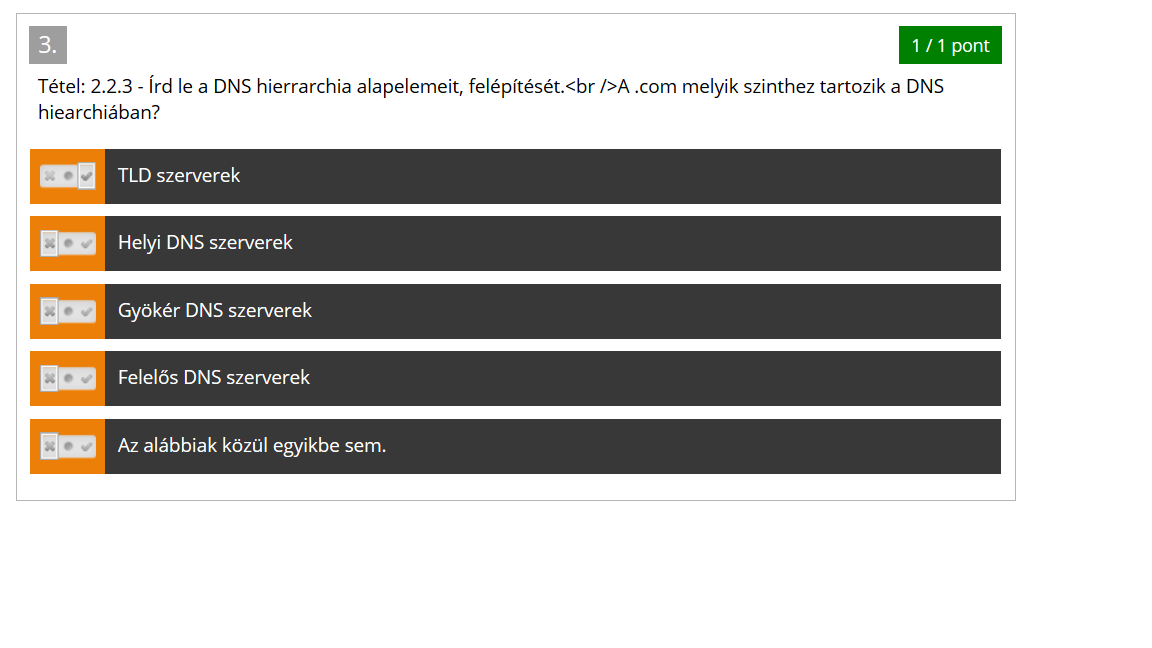 3.
1 / 1 pont
Tétel: 2.2.3 - Írd le a DNS hierrarchia alapelemeit, felépítését.<br />A .com melyik szinthez tartozik a DNS
hiearchiában?
TLD szerverek
Helyi DNS szerverek
Gyökér DNS szerverek
Felelős DNS szerverek
Az alábbiak közül egyikbe sem.